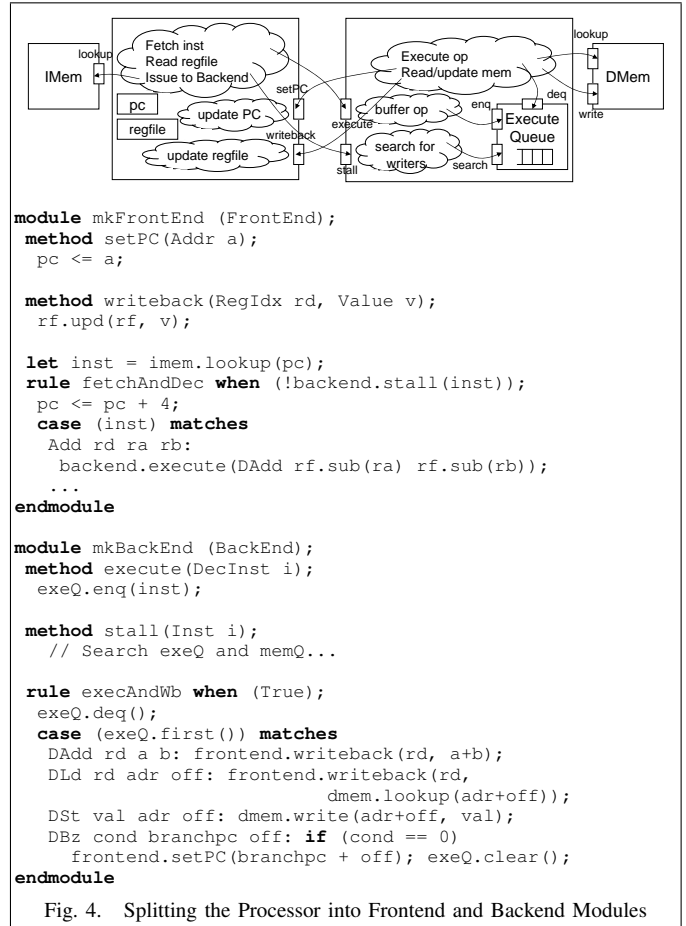 IMem
lookup
Fetch inst
Read regfile
Issue to Backend
pc
regfile
update PC
update regfile
setPC
writeback
execute
stall
Execute op
Read/update mem
buffer op
search for
writers
enq
search
deq
Execute
Queue
lookup
DMem
write
module mkFrontEnd (FrontEnd);
method setPC(Addr a);
pc <= a;
method writeback(RegIdx rd, Value v);
rf.upd(rf, v);
let inst = imem.lookup(pc);
rule fetchAndDec when (!backend.stall(inst));
pc <= pc + 4;
case (inst) matches
Add rd ra rb:
backend.execute(DAdd rf.sub(ra) rf.sub(rb));
...
endmodule
module mkBackEnd (BackEnd);
method execute(DecInst i);
exeQ.enq(inst);
method stall(Inst i);
// Search exeQ and memQ...
rule execAndWb when (True);
exeQ.deq();
case (exeQ.first()) matches
DAdd rd a b: frontend.writeback(rd, a+b);
DLd rd adr off: frontend.writeback(rd,
dmem.lookup(adr+off));
DSt val adr off: dmem.write(adr+off, val);
DBz cond branchpc off: if (cond == 0)
frontend.setPC(branchpc + off); exeQ.clear();
endmodule
Fig. 4. Splitting the Processor into Frontend and Backend Modules